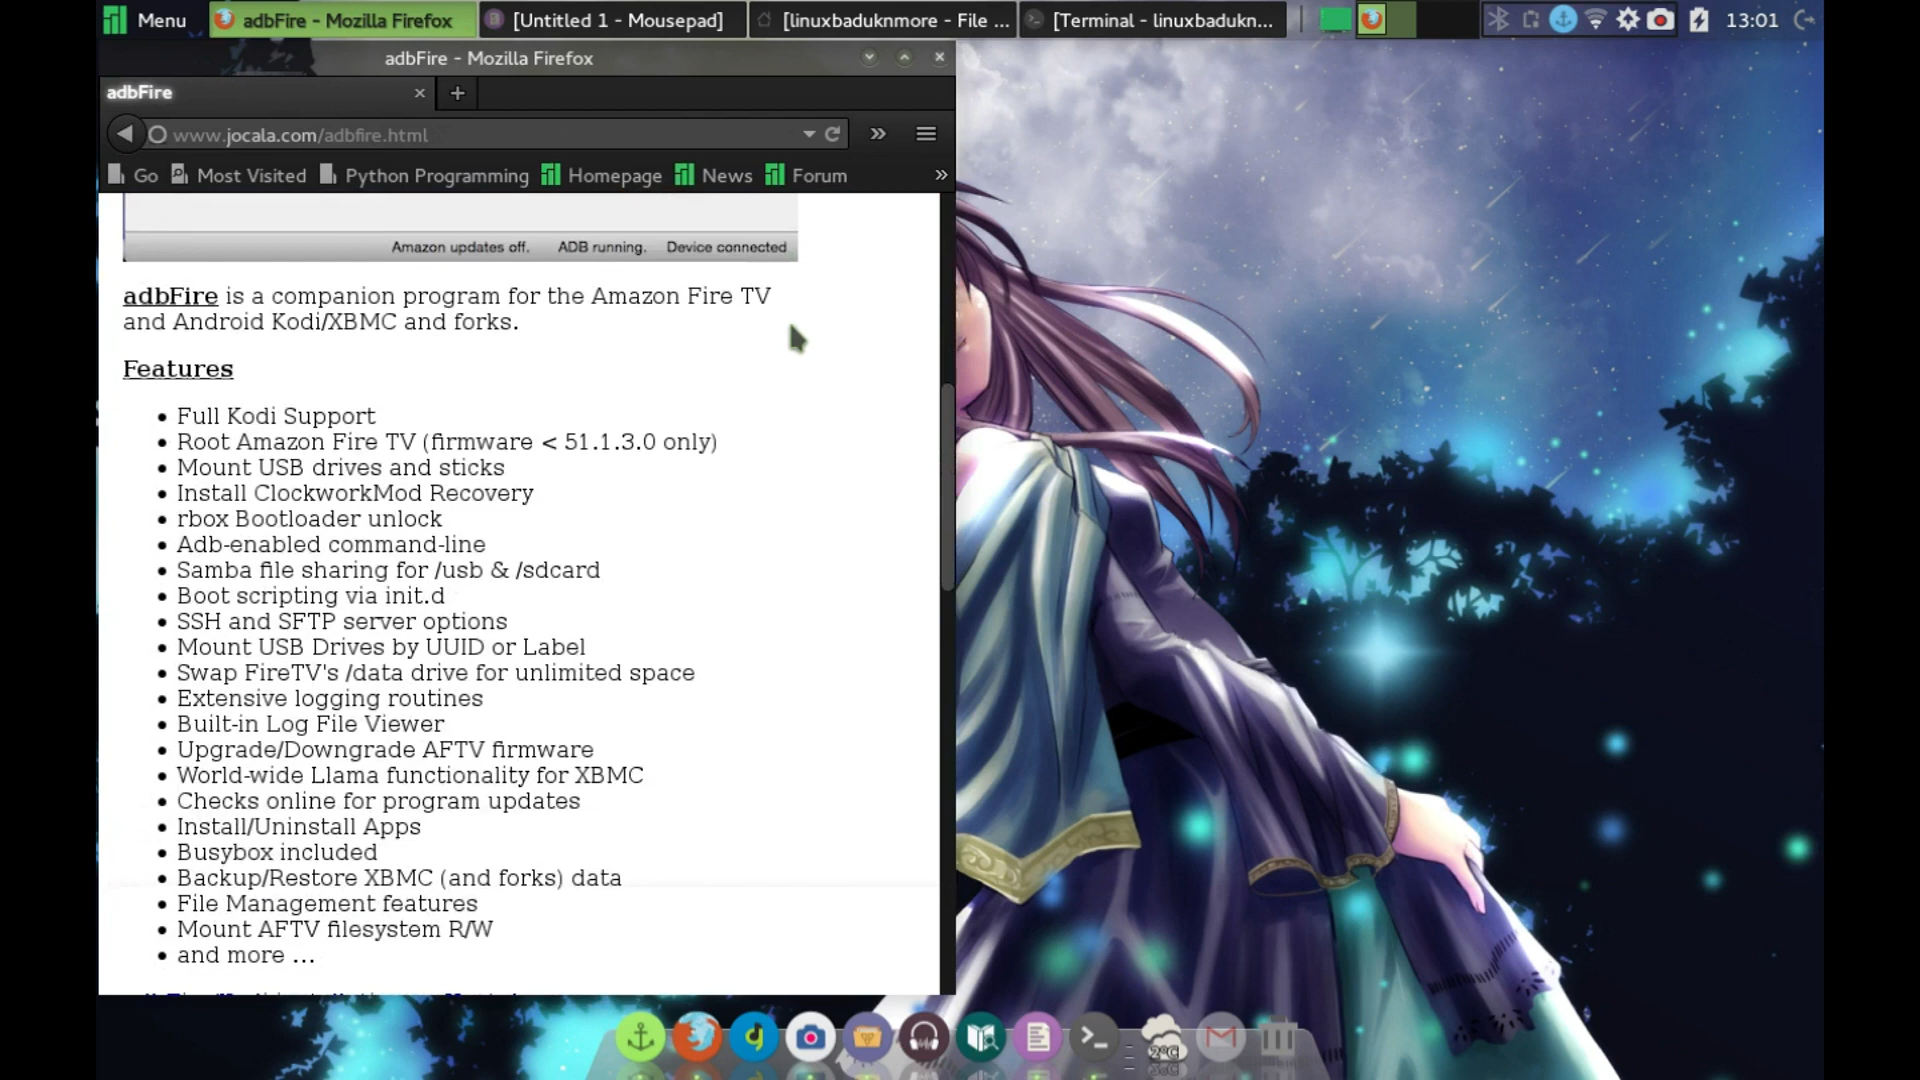 Menu
adbFire - Mozilla Firefox
[Untitled 1 - Mousepad]
[linuxbaduknmore - File ...
[Terminal - linuxbadukn...
13:01
adbFire - Mozilla Firefox
adbFire
www.jocala.com/adbfire.html
Go
Most Visited
Python Programming
Homepage
News
Forum
Amazon updates off. ADB running. Device connected
adbFire is a companion program for the Amazon Fire TV
and Android Kodi/XBMC and forks.
Features
Full Kodi Support
Root Amazon Fire TV (firmware < 51.1.3.0 only)
Mount USB drives and sticks
Install ClockworkMod Recovery
rbox Bootloader unlock
Adb-enabled command-line
Samba file sharing for /usb & /sdcard
Boot scripting via init.d
SSH and SFTP server options
Mount USB Drives by UUID or Label
Swap FireTV's /data drive for unlimited space
Extensive logging routines
Built-in Log File Viewer
Upgrade/Downgrade AFTV firmware
World-wide Llama functionality for XBMC
Checks online for program updates
Install/Uninstall Apps
Busybox included
Backup/Restore XBMC (and forks) data
File Management features
Mount AFTV filesystem R/W
and more ...
2°C